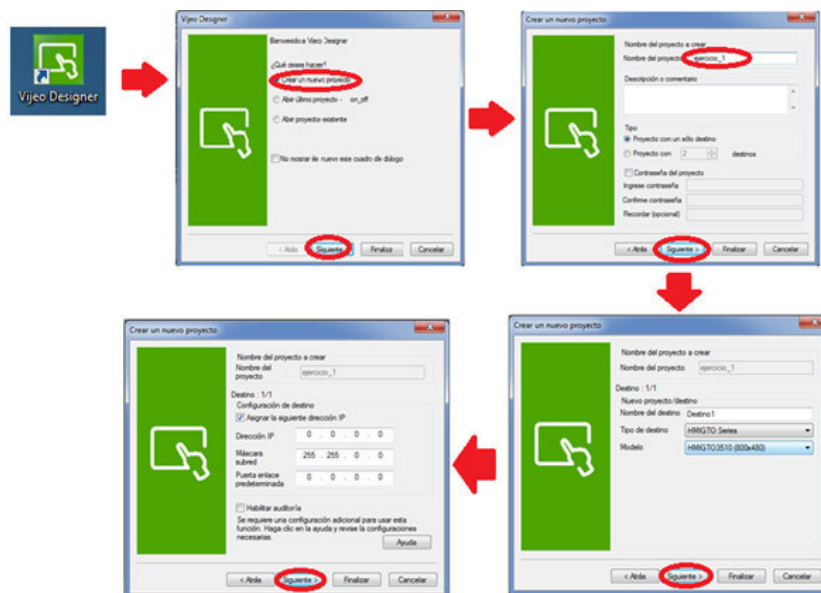 Vijeo Designer
Vijeo Designer
Bienvenido a Vijeo Designer
¿Qué desea hacer?
Crear un nuevo proyecto
Abrir último proyecto - on_off
Abrir proyecto existente
No mostrar de nuevo este cuadro de diálogo
< Atrás Siguiente Finalizar Cancelar
Crear un nuevo proyecto
Nombre del proyecto a crear
Nombre del proyecto ejercicio_1
Descripción o comentario
Tipo
Proyecto con un sólo destino
Proyecto con 2 destinos
Contraseña del proyecto
Ingrese contraseña
Confirme contraseña
Recordar (opcional)
< Atrás Siguiente > Finalizar Cancelar
Crear un nuevo proyecto
Nombre del proyecto a crear
Nombre del proyecto ejercicio_1
Destino : 1/1
Nuevo proyecto/destino
Nombre del destino Destino1
Tipo de destino HMIGTO Series
Modelo HMIGTO3510 (800x480)
< Atrás Siguiente > Finalizar Cancelar
Crear un nuevo proyecto
Nombre del proyecto a crear
Nombre del
proyecto ejercicio_1
Destino : 1/1
Configuración de destino
Asignar la siguiente dirección IP
Dirección IP 0 . 0 . 0 . 0
Máscara
subred 255 . 255 . 0 . 0
Puerta enlace
predeterminada 0 . 0 . 0 . 0
Habilitar auditoría
Se requiere una configuración adicional para usar esta
función. Haga clic en la ayuda y revise la configuraciones
necesarias.
Ayuda
< Atrás Siguiente > Finalizar Cancelar